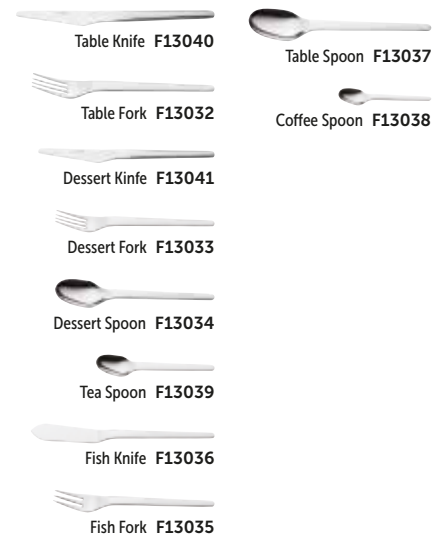 Table Knife F13040
Table Fork F13032
Dessert Kinfe F13041
Dessert Fork F13033
Dessert Spoon F13034
Tea Spoon F13039
Fish Knife F13036
Fish Fork F13035
Table Spoon F13037
Coffee Spoon F13038